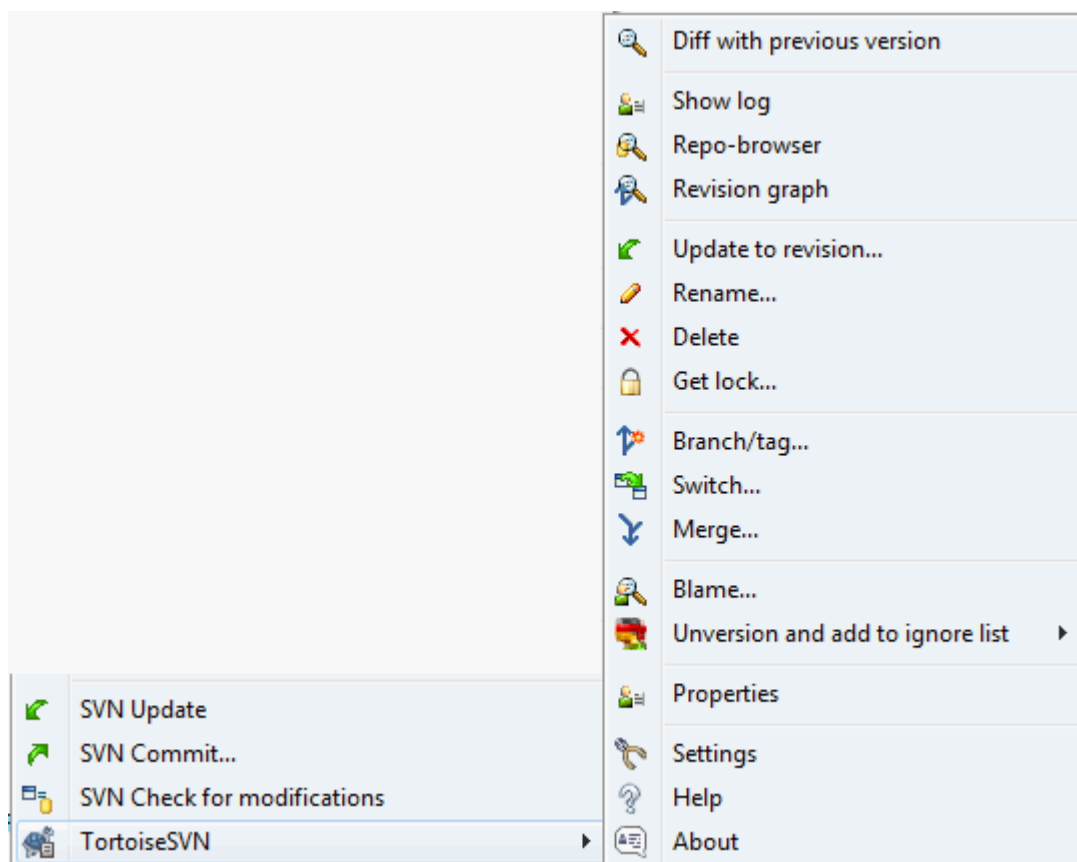 Diff with previous version
Show log
Repo-browser
Revision graph
Update to revision...
Rename...
Delete
Get lock...
Branch/tag...
Switch...
Merge...
Blame...
Unversion and add to ignore list
Properties
Settings
Help
About
SVN Update
SVN Commit...
SVN Check for modifications
TortoiseSVN